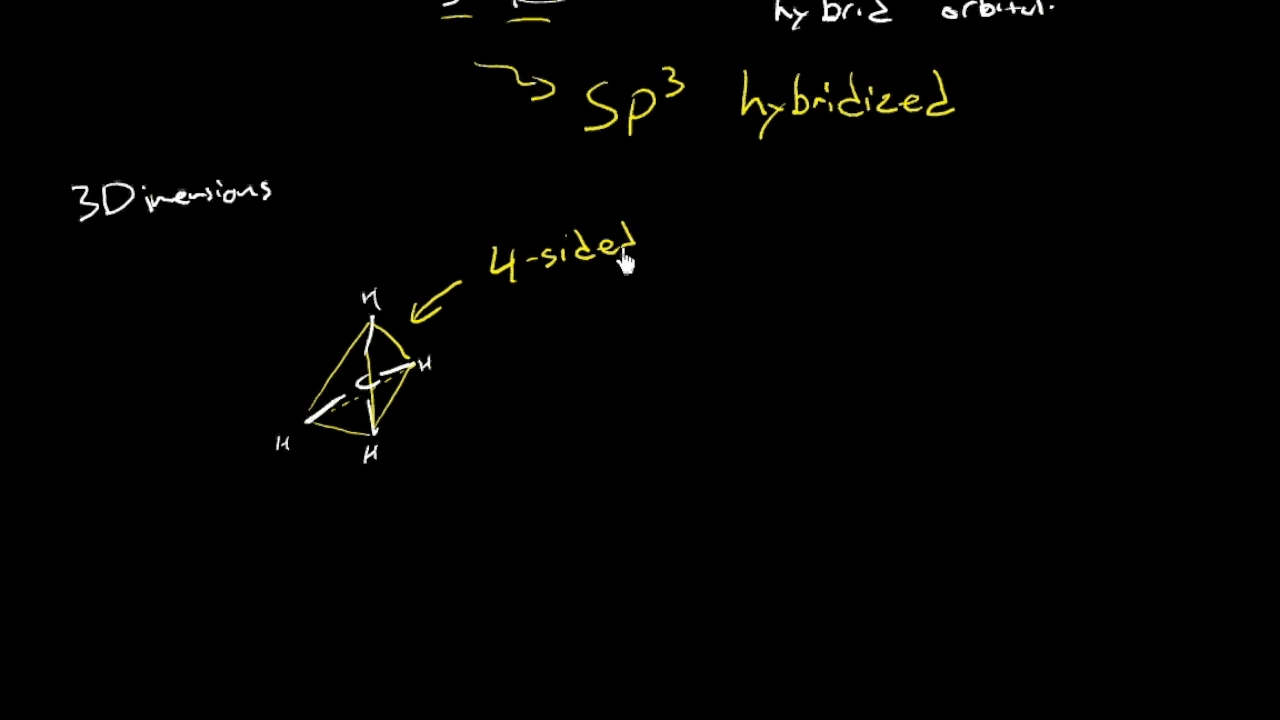 hybrid orbital.
sp³ hybridized
3Dimensions
4-sided
H
H
C
H
H